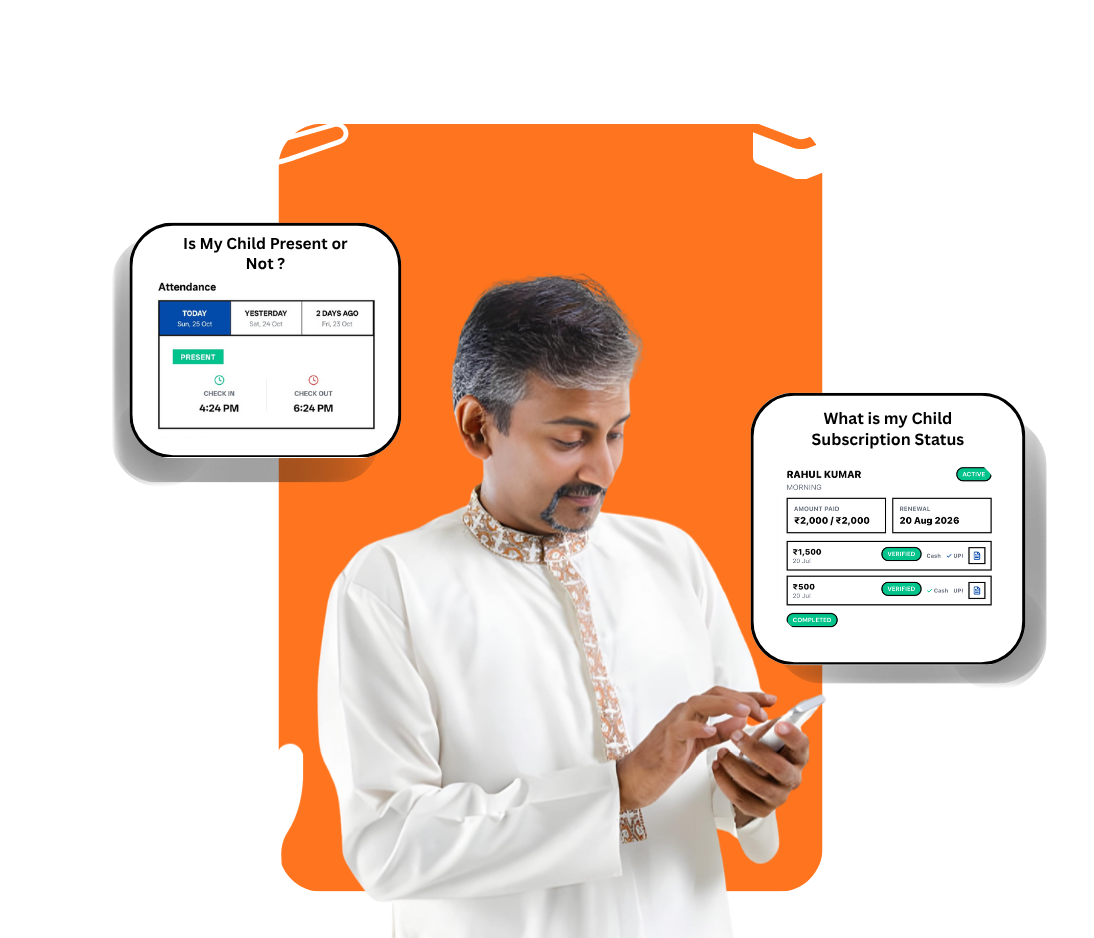 Is My Child Present or
Not ?
Attendance
TODAY
Sun, 25 Oct
YESTERDAY
Sat, 24 Oct
2 DAYS AGO
Fri, 23 Oct
PRESENT
CHECK IN
4:24 PM
CHECK OUT
6:24 PM
What is my Child
Subscription Status
RAHUL KUMAR
ACTIVE
MORNING
AMOUNT PAID
₹2,000 / ₹2,000
RENEWAL
20 Aug 2026
₹1,500
20 Jul
VERIFIED
Cash ✓ UPI
₹500
20 Jul
VERIFIED
✓ Cash UPI
COMPLETED